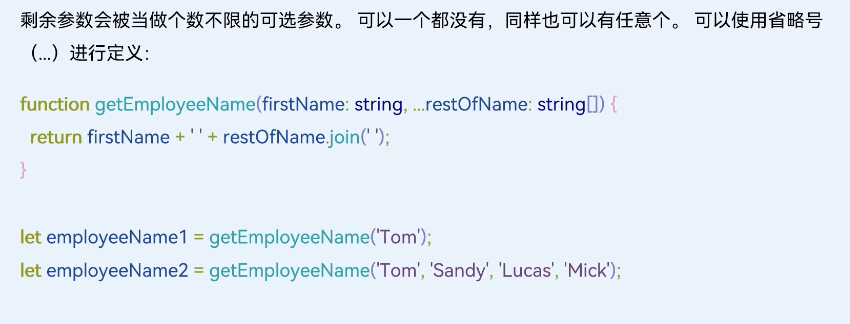 剩余参数会被当做个数不限的可选参数。 可以一个都没有，同样也可以有任意个。 可以使用省略号
（...）进行定义：
function getEmployeeName(firstName: string, ...restOfName: string[]) {
  return firstName + ' ' + restOfName.join(' ');
}
let employeeName1 = getEmployeeName('Tom');
let employeeName2 = getEmployeeName('Tom', 'Sandy', 'Lucas', 'Mick');